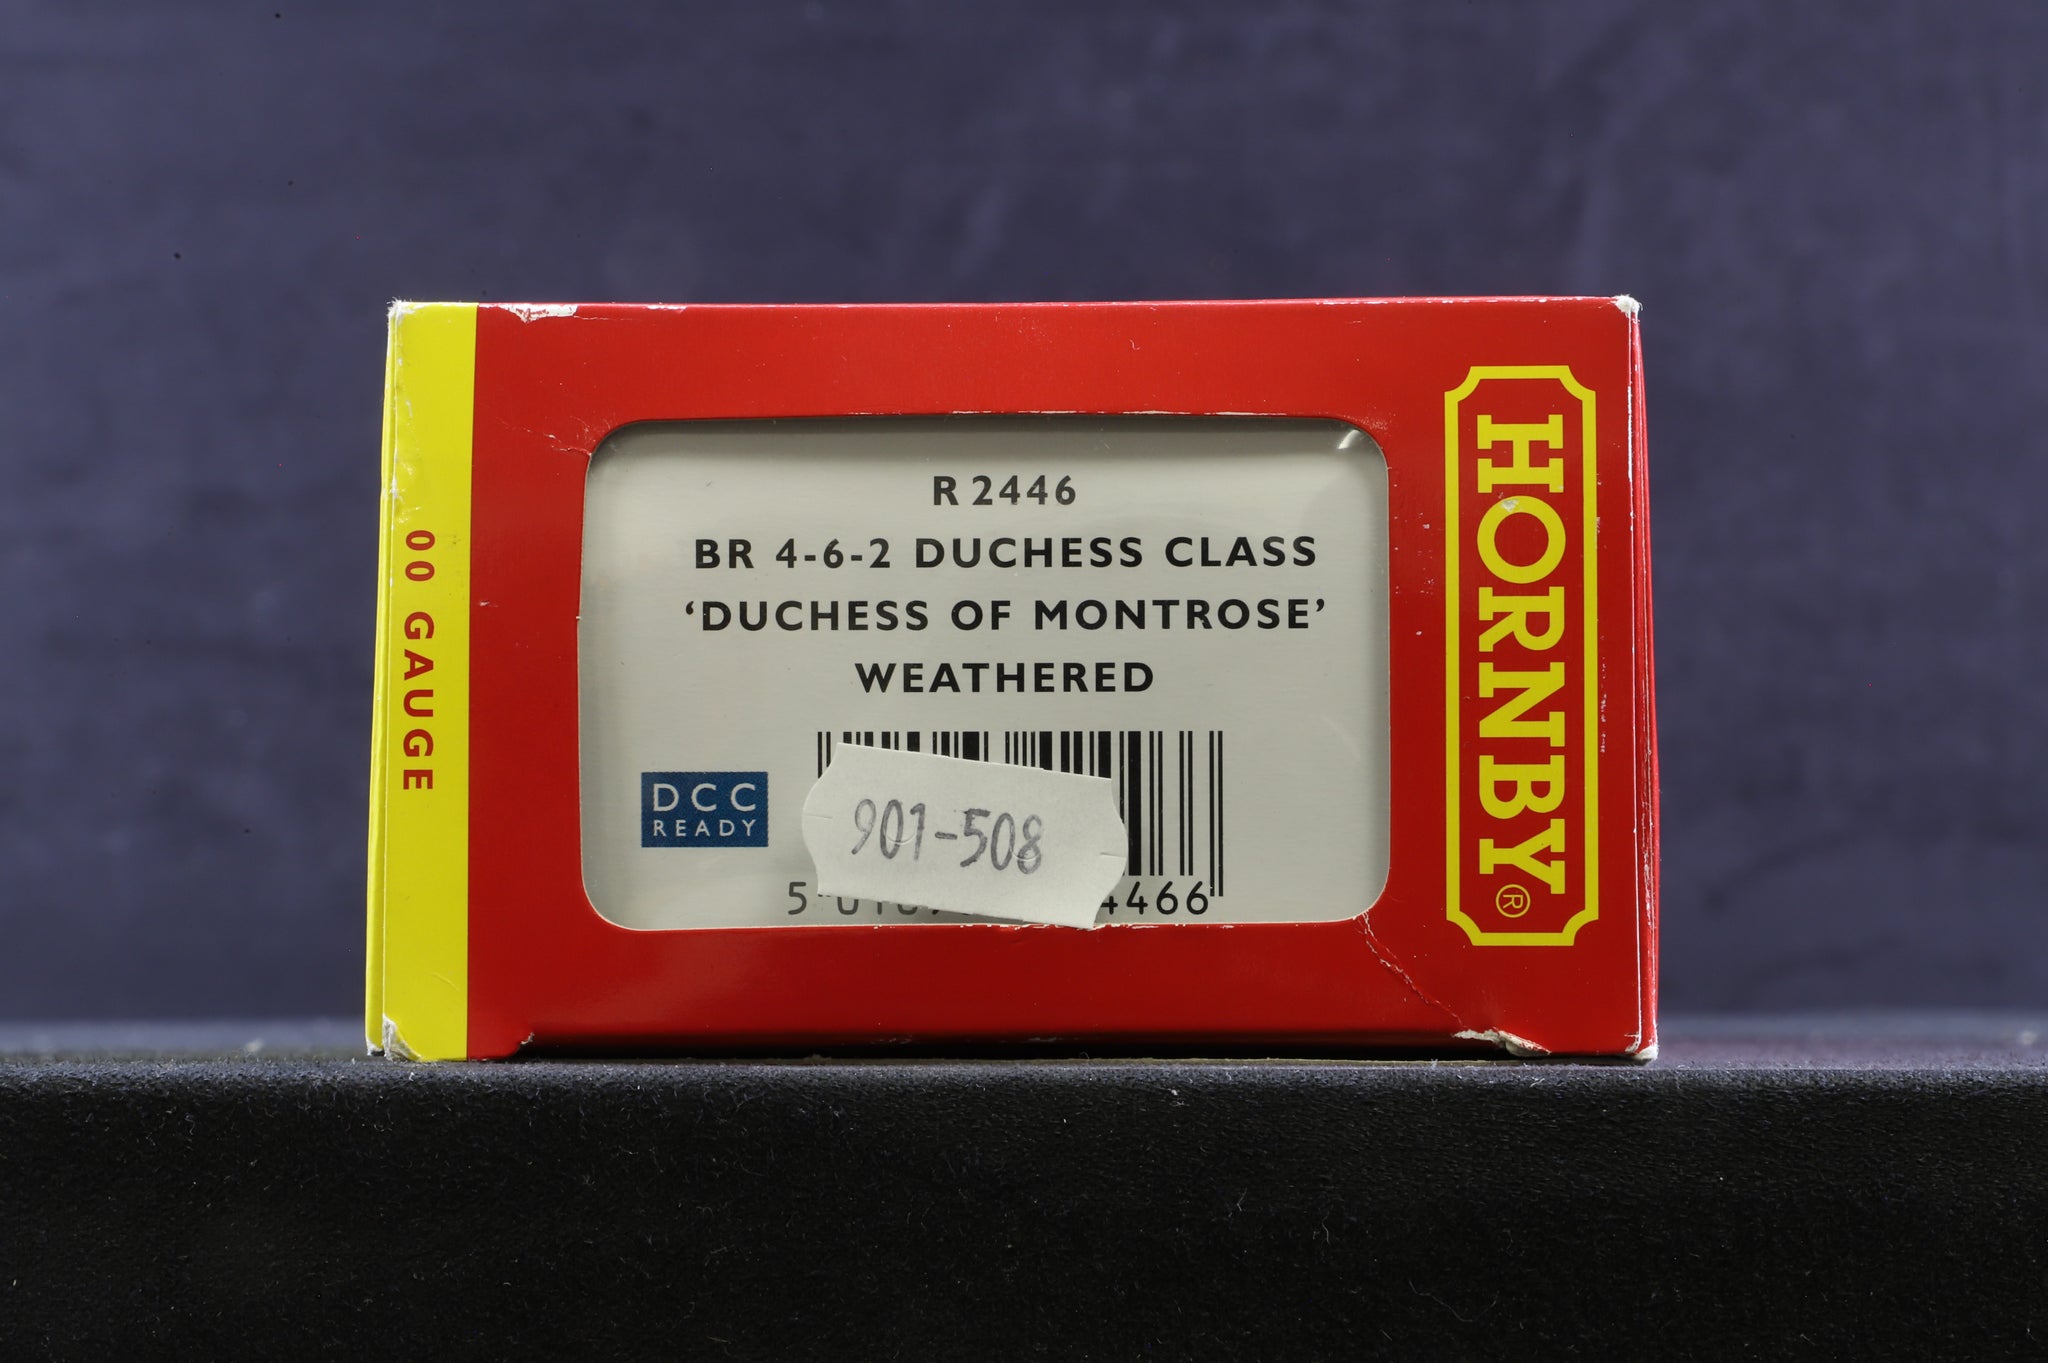 00 GAUGE
R 2446
BR 4-6-2 DUCHESS CLASS
‘DUCHESS OF MONTROSE’
WEATHERED
DCC
READY
901-508
5
4466
HORNBY®